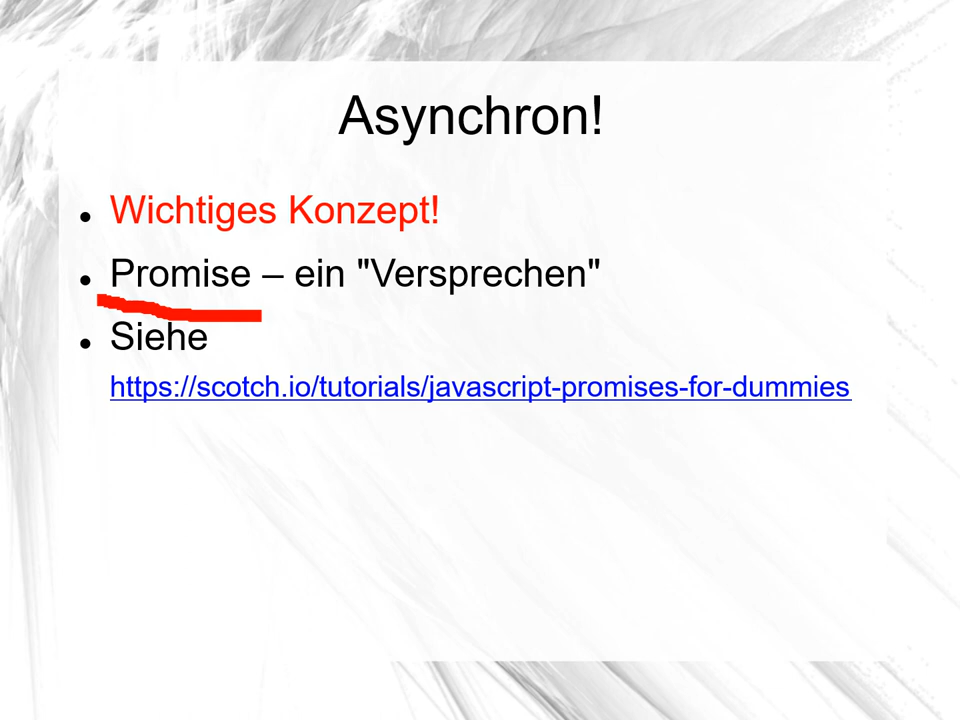 Asynchron!
Wichtiges Konzept!
Promise – ein "Versprechen"
Siehe
https://scotch.io/tutorials/javascript-promises-for-dummies